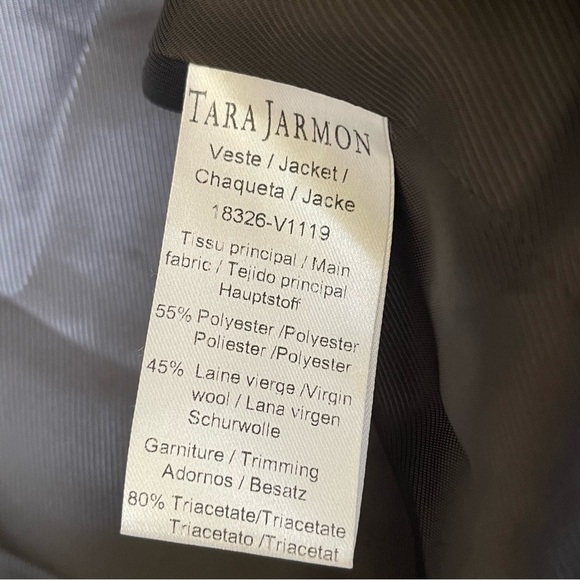 TARA JARMON
Veste / Jacket /
Chaqueta / Jacke
18326-V1119
Tissu principal / Main
fabric / Tejido principal
Hauptstoff
55% Polyester /Polyester
Poliester /Polyester
45% Laine vierge /Virgin
wool / Lana virgen
Schurwolle
Garniture / Trimming
Adornos / Besatz
80% Triacetate/Triacetate
Triacetato /Triacetat